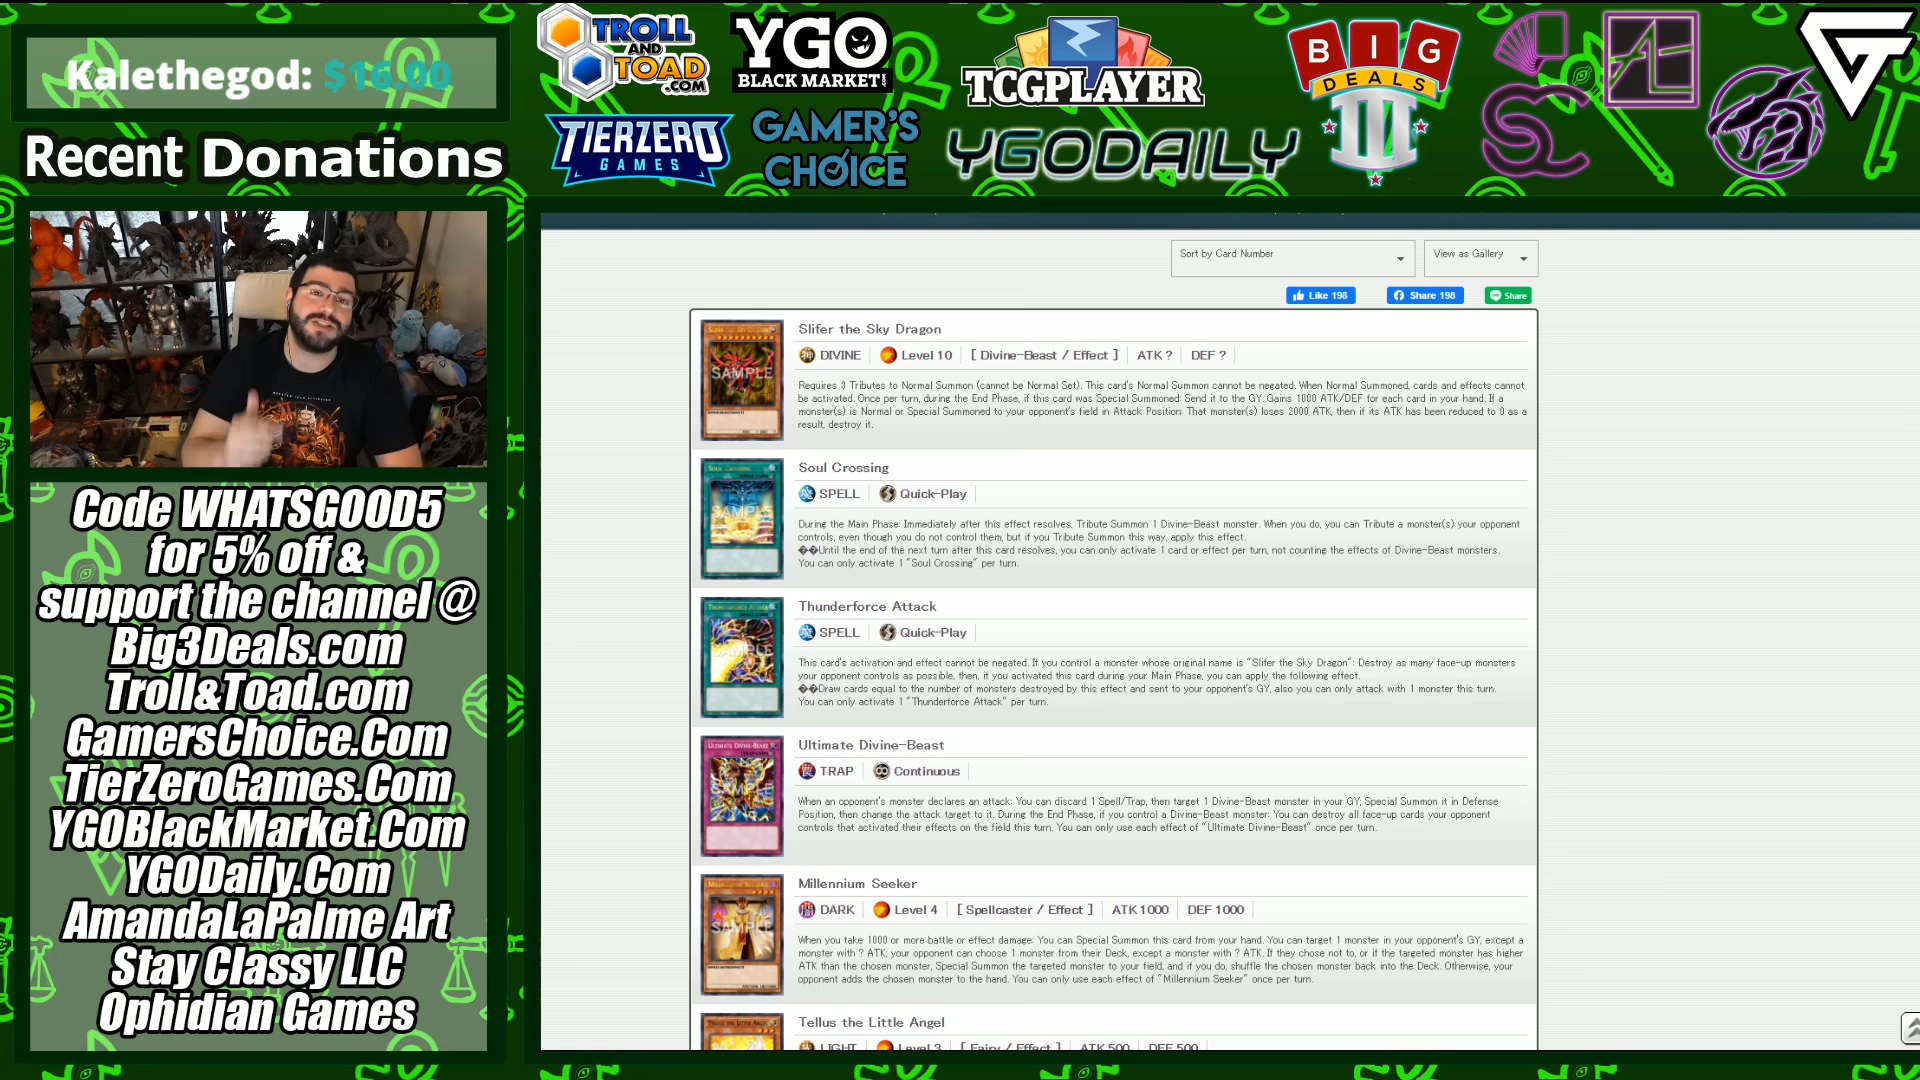 Kalethegod: $16.00
Recent Donations
TROLL
AND
TOAD
.COM
YGO
BLACK MARKET
TCGPLAYER
BIG
DEALS
III
TIERZERO
GAMES
GAMER'S
CHOICE
YGODAILY
Code WHATSGOOD5
for 5% off &
support the channel @
Big3Deals.com
Troll&Toad.com
GamersChoice.Com
TierZeroGames.Com
YGOBlackMarket.Com
YGODaily.Com
AmandaLaPalme Art
Stay Classy LLC
Ophidian Games
Sort by Card Number
View as Gallery
Like 198
Share 198
Share
Slifer the Sky Dragon
DIVINE Level 10 [ Divine-Beast / Effect ] ATK ? DEF ?
Requires 3 Tributes to Normal Summon (cannot be Normal Set). This card's Normal Summon cannot be negated. When Normal Summoned, cards and effects cannot
be activated. Once per turn, during the End Phase, if this card was Special Summoned: Send it to the GY. Gains 1000 ATK/DEF for each card in your hand. If a
monster(s) is Normal or Special Summoned to your opponent's field in Attack Position: That monster(s) loses 2000 ATK, then if its ATK has been reduced to 0 as a
result, destroy it.
SAMPLE
Soul Crossing
SPELL Quick-Play
During the Main Phase: Immediately after this effect resolves, Tribute Summon 1 Divine-Beast monster. When you do, you can Tribute a monster(s) your opponent
controls, even though you do not control them, but if you Tribute Summon this way, apply this effect.
��Until the end of the next turn after this card resolves, you can only activate 1 card or effect per turn, not counting the effects of Divine-Beast monsters.
You can only activate 1 "Soul Crossing" per turn.
SAMPLE
Thunderforce Attack
SPELL Quick-Play
This card's activation and effect cannot be negated. If you control a monster whose original name is "Slifer the Sky Dragon": Destroy as many face-up monsters
your opponent controls as possible, then, if you activated this card during your Main Phase, you can apply the following effect.
��Draw cards equal to the number of monsters destroyed by this effect and sent to your opponent's GY, also you can only attack with 1 monster this turn.
You can only activate 1 "Thunderforce Attack" per turn.
SAMPLE
Ultimate Divine-Beast
TRAP Continuous
When an opponent's monster declares an attack: You can discard 1 Spell/Trap, then target 1 Divine-Beast monster in your GY; Special Summon it in Defense
Position, then change the attack target to it. During the End Phase, if you control a Divine-Beast monster: You can destroy all face-up cards your opponent
controls that activated their effects on the field this turn. You can only use each effect of "Ultimate Divine-Beast" once per turn.
SAMPLE
Millennium Seeker
DARK Level 4 [ Spellcaster / Effect ] ATK 1000 DEF 1000
When you take 1000 or more battle or effect damage: You can Special Summon this card from your hand. You can target 1 monster in your opponent's GY, except a
monster with ? ATK; your opponent can choose 1 monster from their Deck, except a monster with ? ATK. If they chose not to, or if the targeted monster has higher
ATK than the chosen monster, Special Summon the targeted monster to your field, and if you do, shuffle the chosen monster back into the Deck. Otherwise, your
opponent adds the chosen monster to the hand. You can only use each effect of "Millennium Seeker" once per turn.
SAMPLE
Tellus the Little Angel
LIGHT Level 3 [ Fairy / Effect ] ATK 500 DEF 500